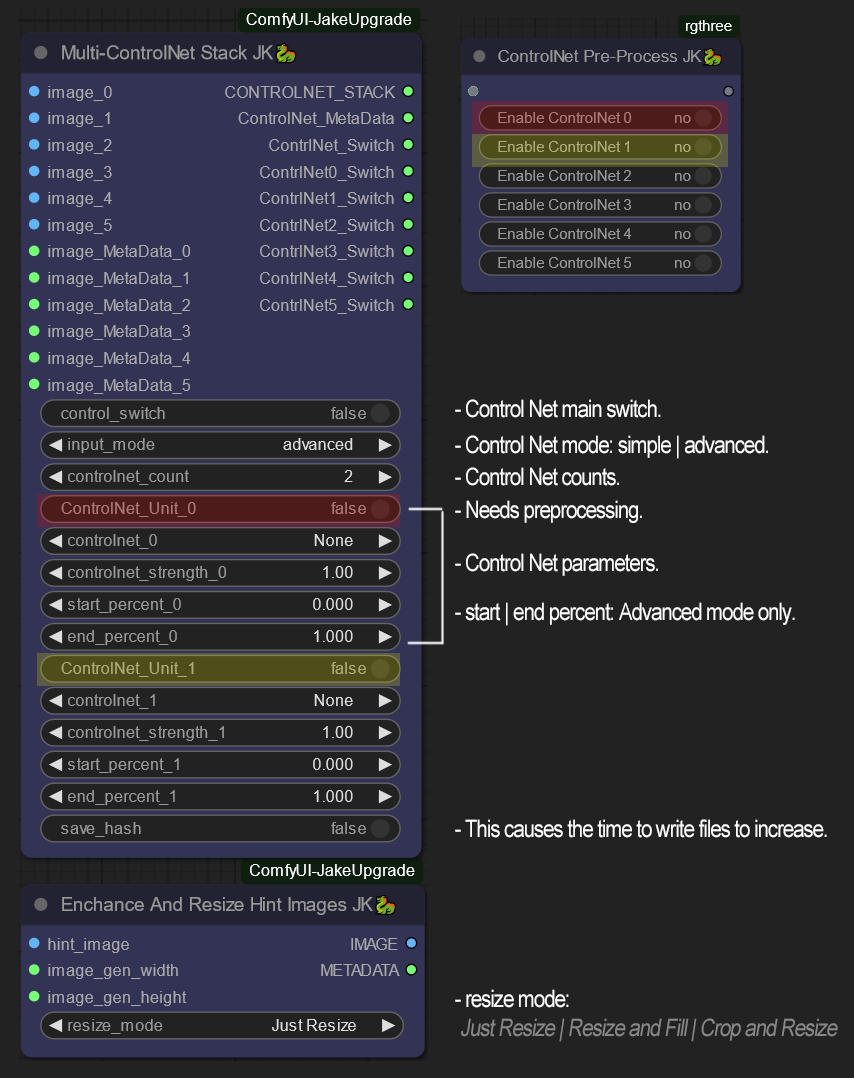 ComfyUI-JakeUpgrade
Multi-ControlNet Stack JK🐉
image_0 CONTROLNET_STACK
image_1 ControlNet_MetaData
image_2 ContrlNet_Switch
image_3 ContrlNet0_Switch
image_4 ContrlNet1_Switch
image_5 ContrlNet2_Switch
image_MetaData_0 ContrlNet3_Switch
image_MetaData_1 ContrlNet4_Switch
image_MetaData_2 ContrlNet5_Switch
image_MetaData_3
image_MetaData_4
image_MetaData_5
control_switch false
input_mode advanced
controlnet_count 2
ControlNet_Unit_0 false
controlnet_0 None
controlnet_strength_0 1.00
start_percent_0 0.000
end_percent_0 1.000
ControlNet_Unit_1 false
controlnet_1 None
controlnet_strength_1 1.00
start_percent_1 0.000
end_percent_1 1.000
save_hash false
rgthree
ControlNet Pre-Process JK🐉
Enable ControlNet 0 no
Enable ControlNet 1 no
Enable ControlNet 2 no
Enable ControlNet 3 no
Enable ControlNet 4 no
Enable ControlNet 5 no
- Control Net main switch.
- Control Net mode: simple | advanced.
- Control Net counts.
- Needs preprocessing.
- Control Net parameters.
- start | end percent: Advanced mode only.
- This causes the time to write files to increase.
ComfyUI-JakeUpgrade
Enchance And Resize Hint Images JK🐉
hint_image IMAGE
image_gen_width METADATA
image_gen_height
resize_mode Just Resize
- resize mode:
Just Resize | Resize and Fill | Crop and Resize